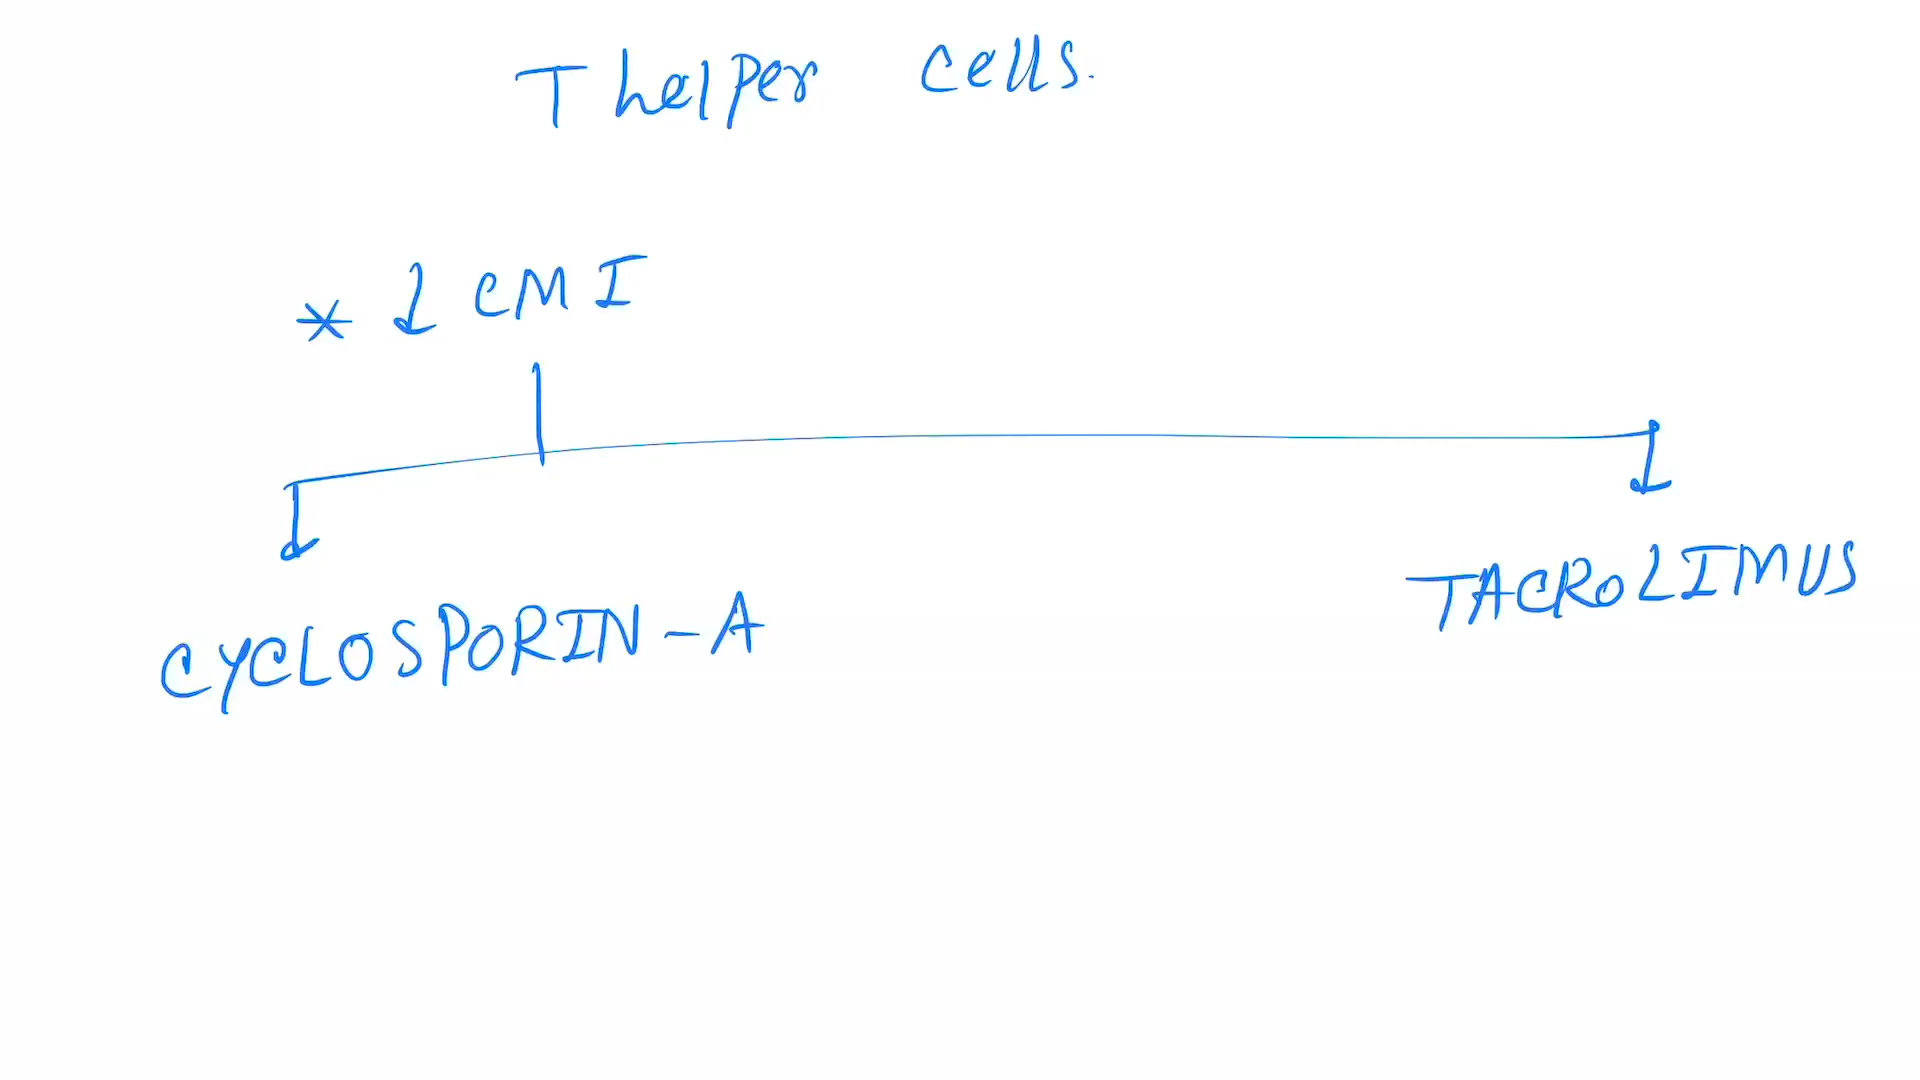 T helper cells.
* ↓ CMI
CYCLOSPORIN-A
TACROLIMUS